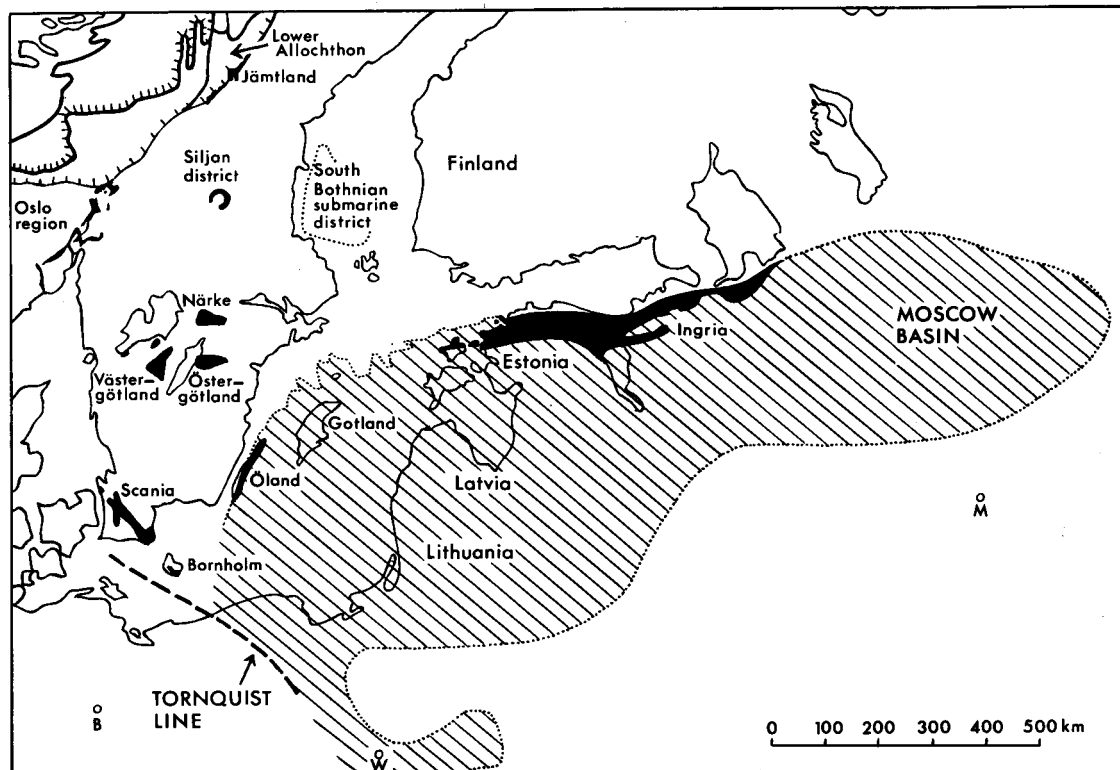 Lower
Allochthon
Jämtland
Siljan
district
South
Bothnian
submarine
district
Finland
Oslo
region
Närke
Väster-
götland
Öster-
götland
MOSCOW
BASIN
Ingria
Estonia
Gotland
Öland
Latvia
Scania
M
Lithuania
Bornholm
TORNQUIST
LINE
B
W
0 100 200 300 400 500 km